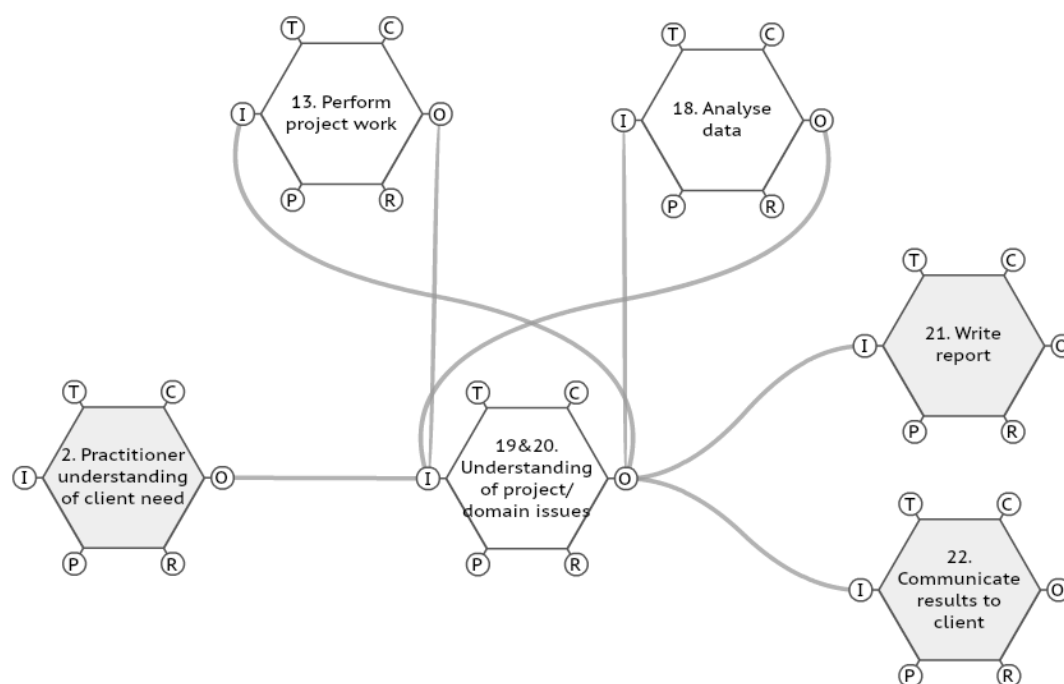 T
C
13. Perform
project work
I
O
P
R
T
C
18. Analyse
data
I
O
P
R
T
C
2. Practitioner
understanding
of client need
I
O
P
R
T
C
19&20.
Understanding
of project/
domain issues
I
O
P
R
T
C
21. Write
report
I
O
P
R
T
C
22.
Communicate
results to
client
I
O
P
R